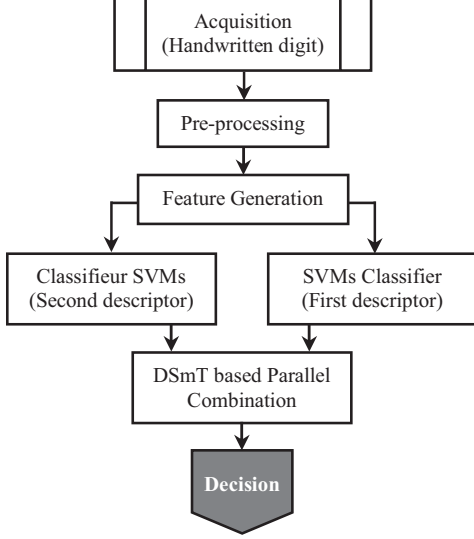 Acquisition
(Handwritten digit)
Pre-processing
Feature Generation
Classifieur SVMs
(Second descriptor)
SVMs Classifier
(First descriptor)
DSmT based Parallel
Combination
Decision